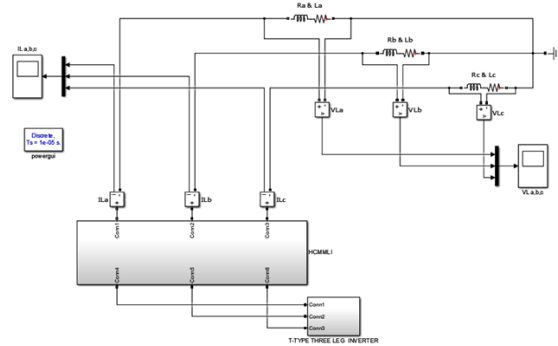 Ra & La
Rb & Lb
IL a,b,c
Rc & Lc
VLa
VLb
VLc
Discrete,
Ts = 1e-05 s.
powergui
VL a,b,c
ILa
ILb
ILc
Conn1
Conn2
Conn3
HCMMLI
Conn4
Conn5
Conn6
Conn1
Conn2
Conn3
T-TYPE THREE LEG INVERTER